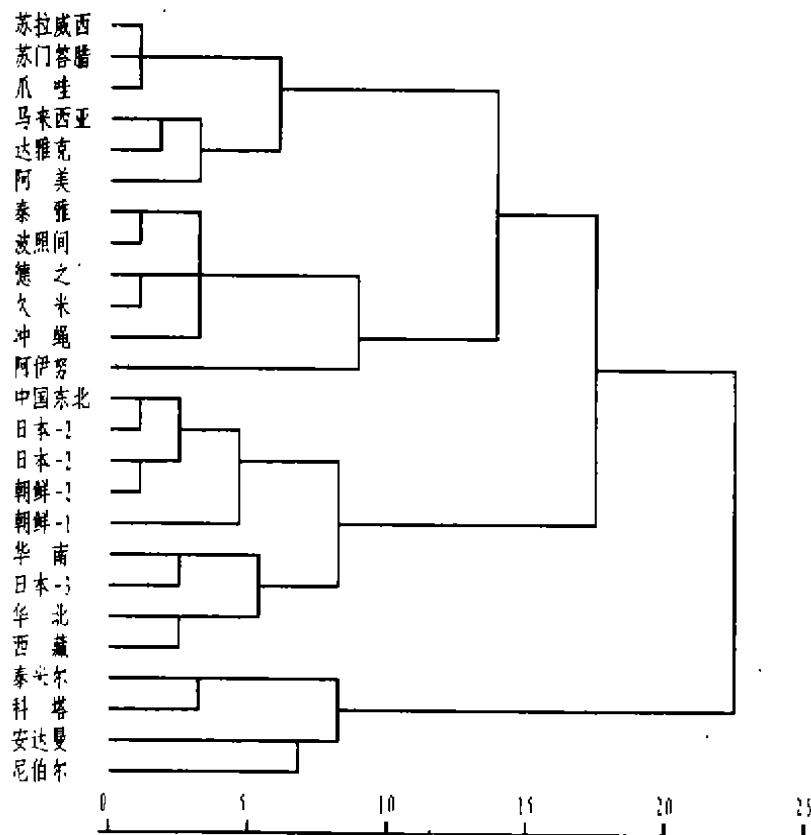 苏拉威西
苏门答腊
爪 哇
马来西亚
达雅克
阿 美
泰 雅
波照间
德 之
久 米
冲 绳
阿伊努
中国东北
日本-2
日本-2
朝鲜-2
朝鲜-1
华 南
日本-3
华 北
西 藏
泰米尔
科 塔
安达曼
尼伯尔
0 5 10 15 20 25